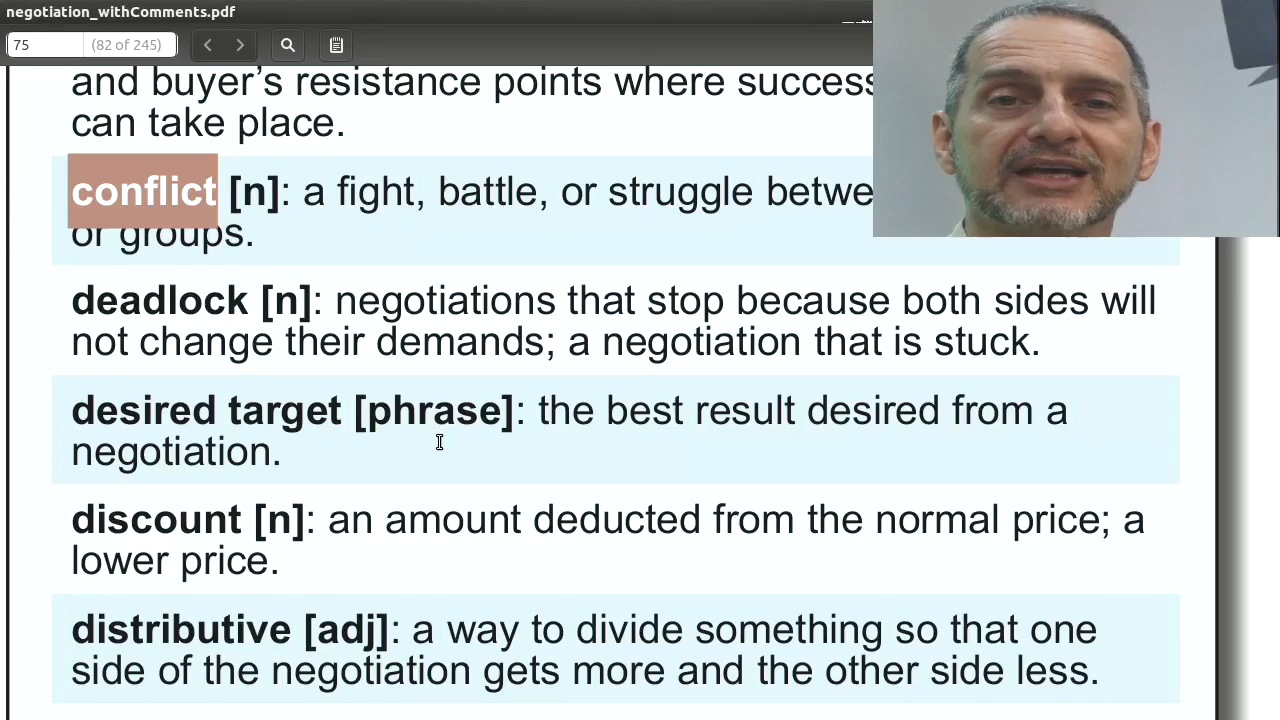 negotiation_withComments.pdf
75 (82 of 245)
and buyer's resistance points where success
can take place.
conflict [n]: a fight, battle, or struggle betwe
or groups.
deadlock [n]: negotiations that stop because both sides will
not change their demands; a negotiation that is stuck.
desired target [phrase]: the best result desired from a
negotiation.
discount [n]: an amount deducted from the normal price; a
lower price.
distributive [adj]: a way to divide something so that one
side of the negotiation gets more and the other side less.